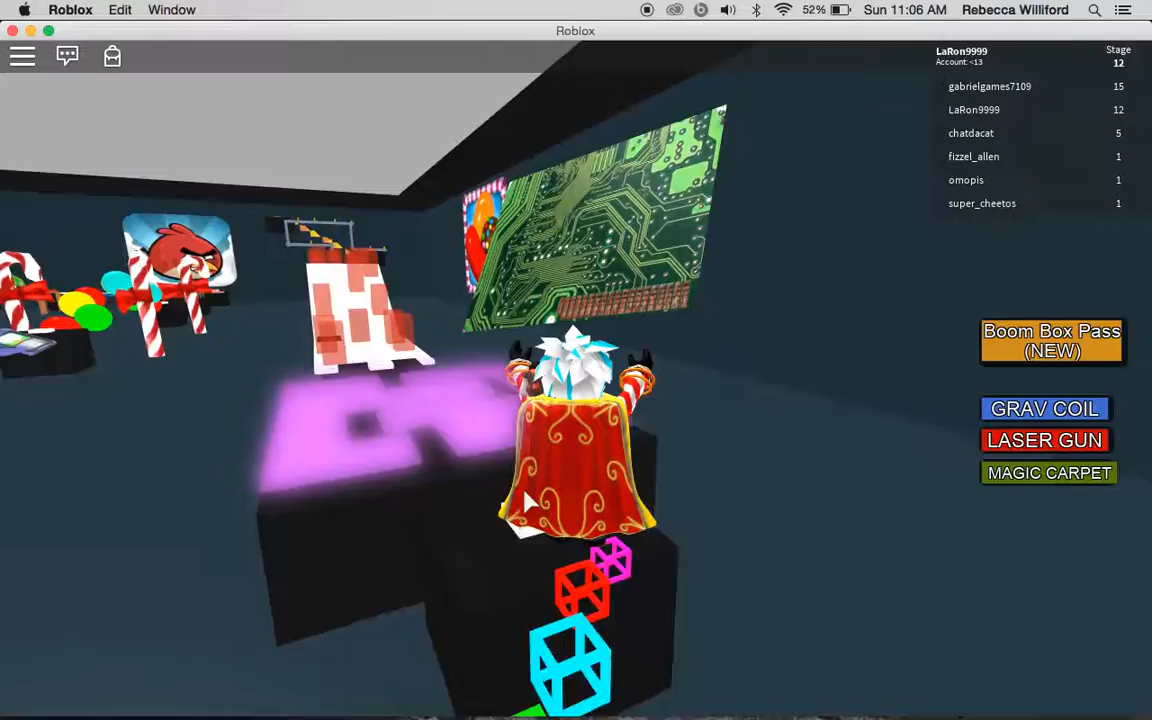 Roblox Edit Window 52% Sun 11:06 AM Rebecca Williford
Roblox
LaRon9999 Stage
Account: <13 12
gabrielgames7109 15
LaRon9999 12
chatdacat 5
fizzel_allen 1
omopis 1
super_cheetos 1
Boom Box Pass
(NEW)
GRAV COIL
LASER GUN
MAGIC CARPET